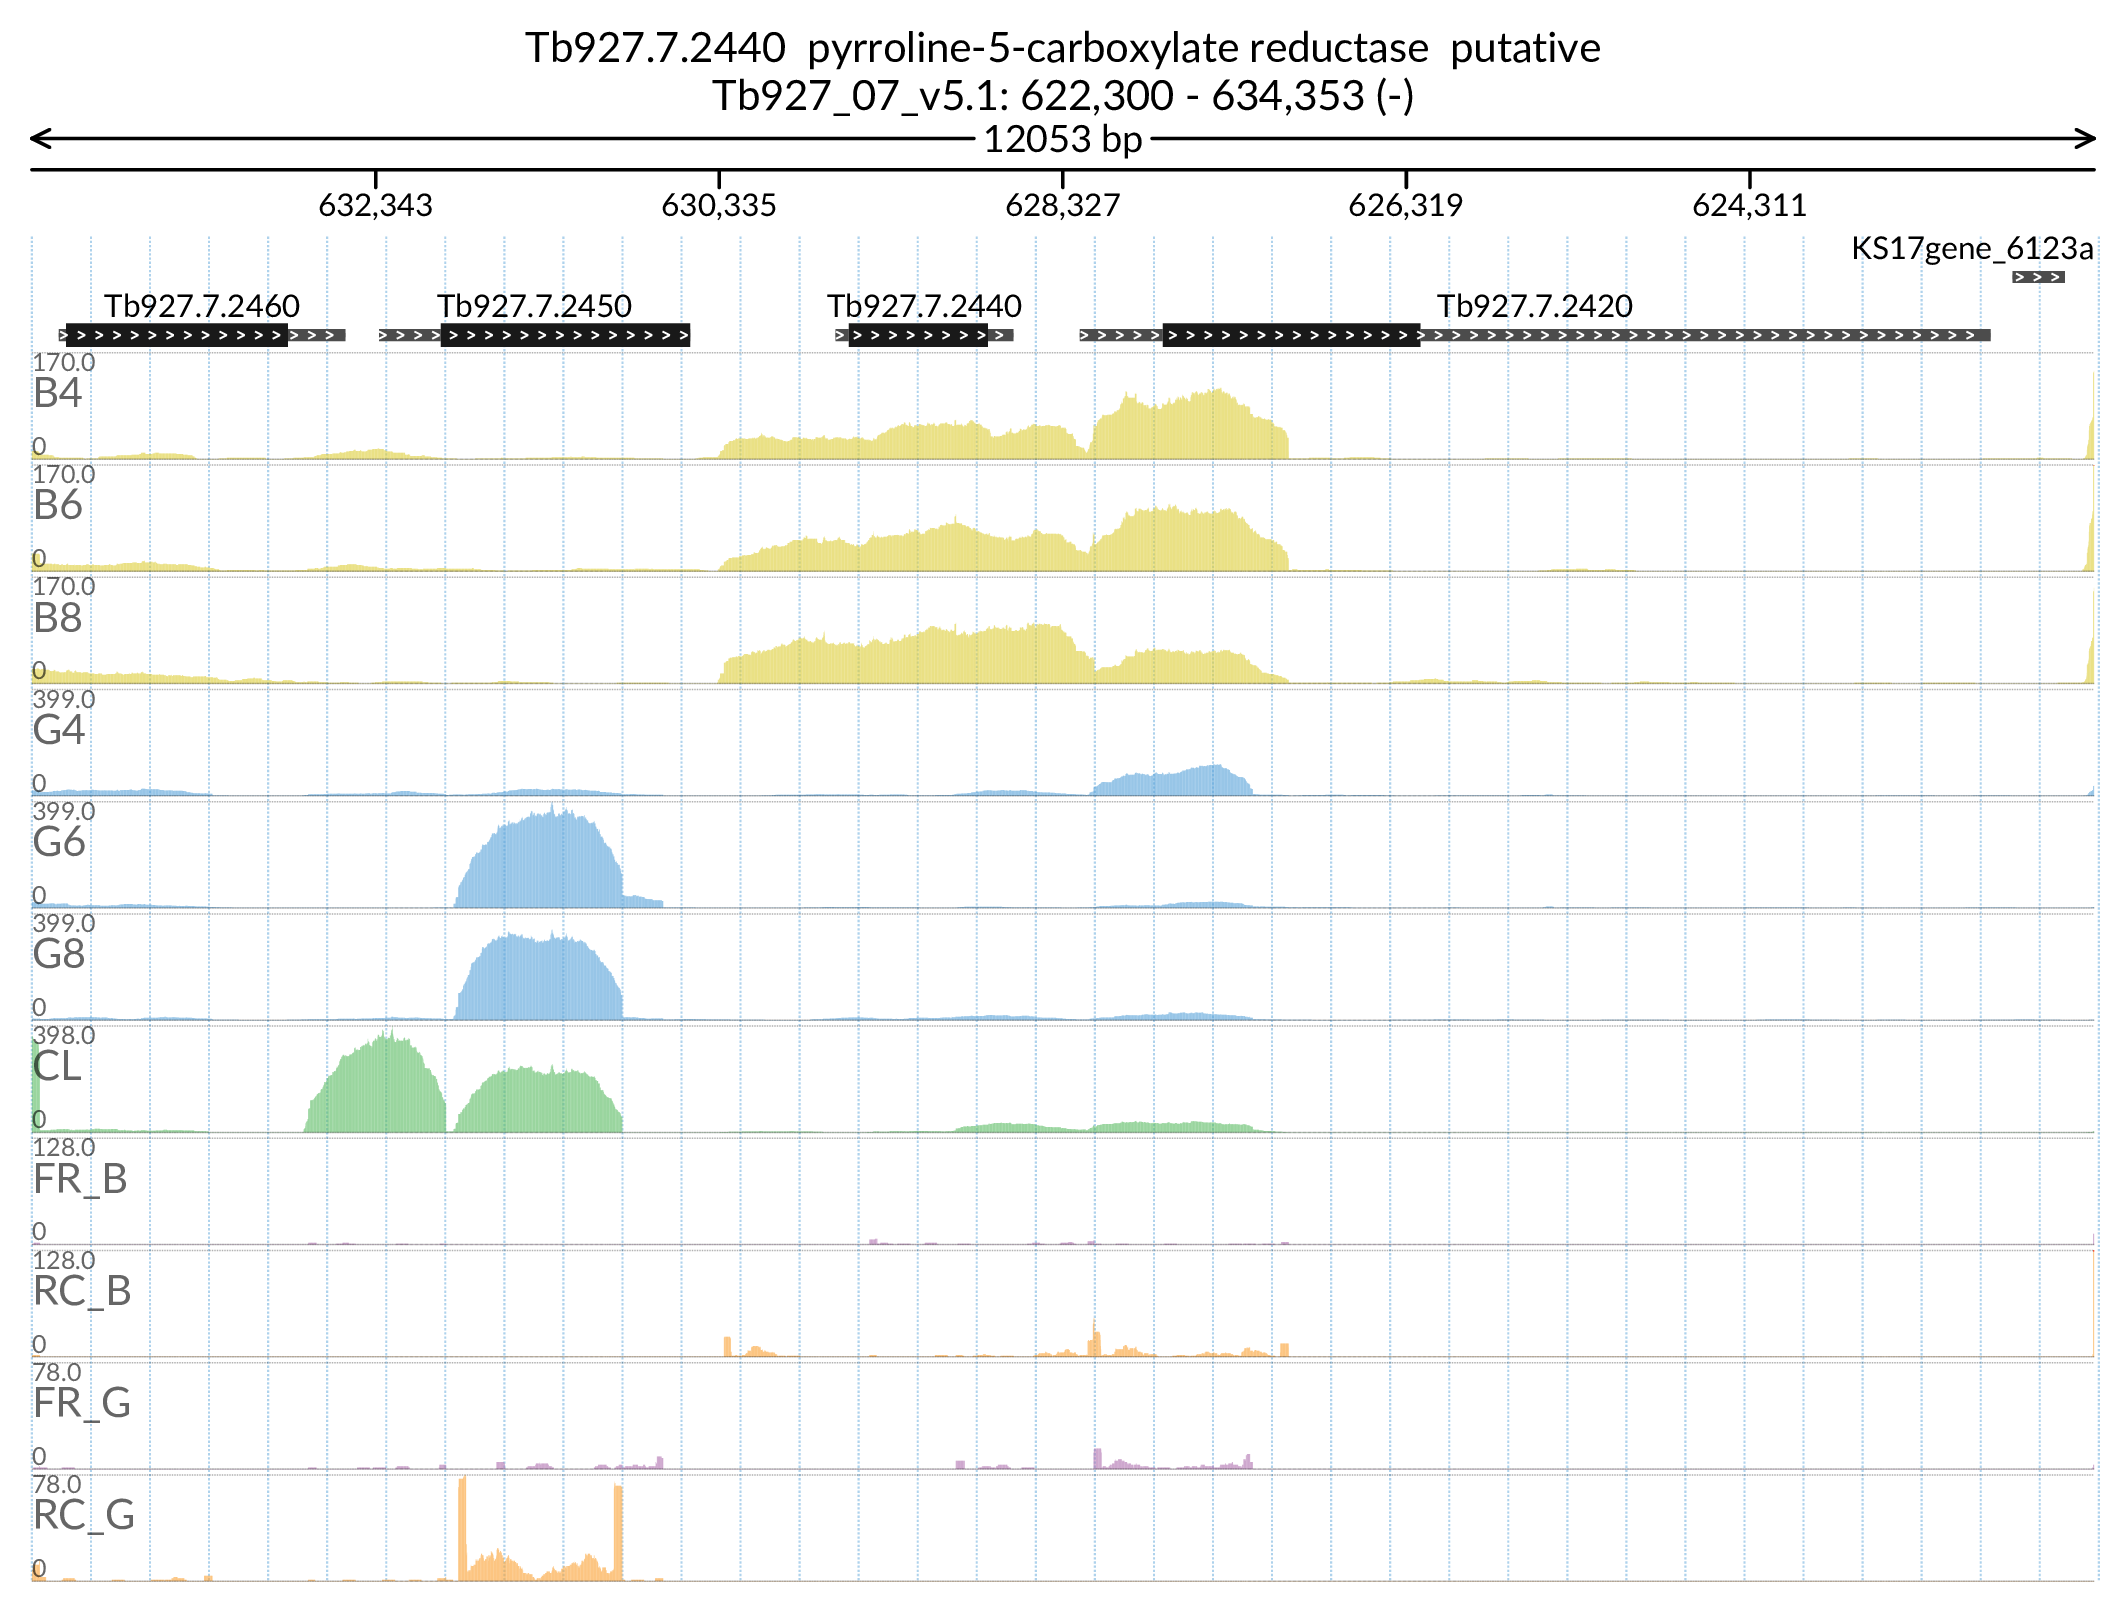 Tb927.7.2440  pyrroline-5-carboxylate reductase  putative
Tb927_07_v5.1: 622,300 - 634,353 (-)
12053 bp
632,343 630,335 628,327 626,319 624,311
KS17gene_6123a
Tb927.7.2460 Tb927.7.2450 Tb927.7.2440 Tb927.7.2420
170.0
B4
0
170.0
B6
0
170.0
B8
0
399.0
G4
0
399.0
G6
0
399.0
G8
0
398.0
CL
0
128.0
FR_B
0
128.0
RC_B
0
78.0
FR_G
0
78.0
RC_G
0